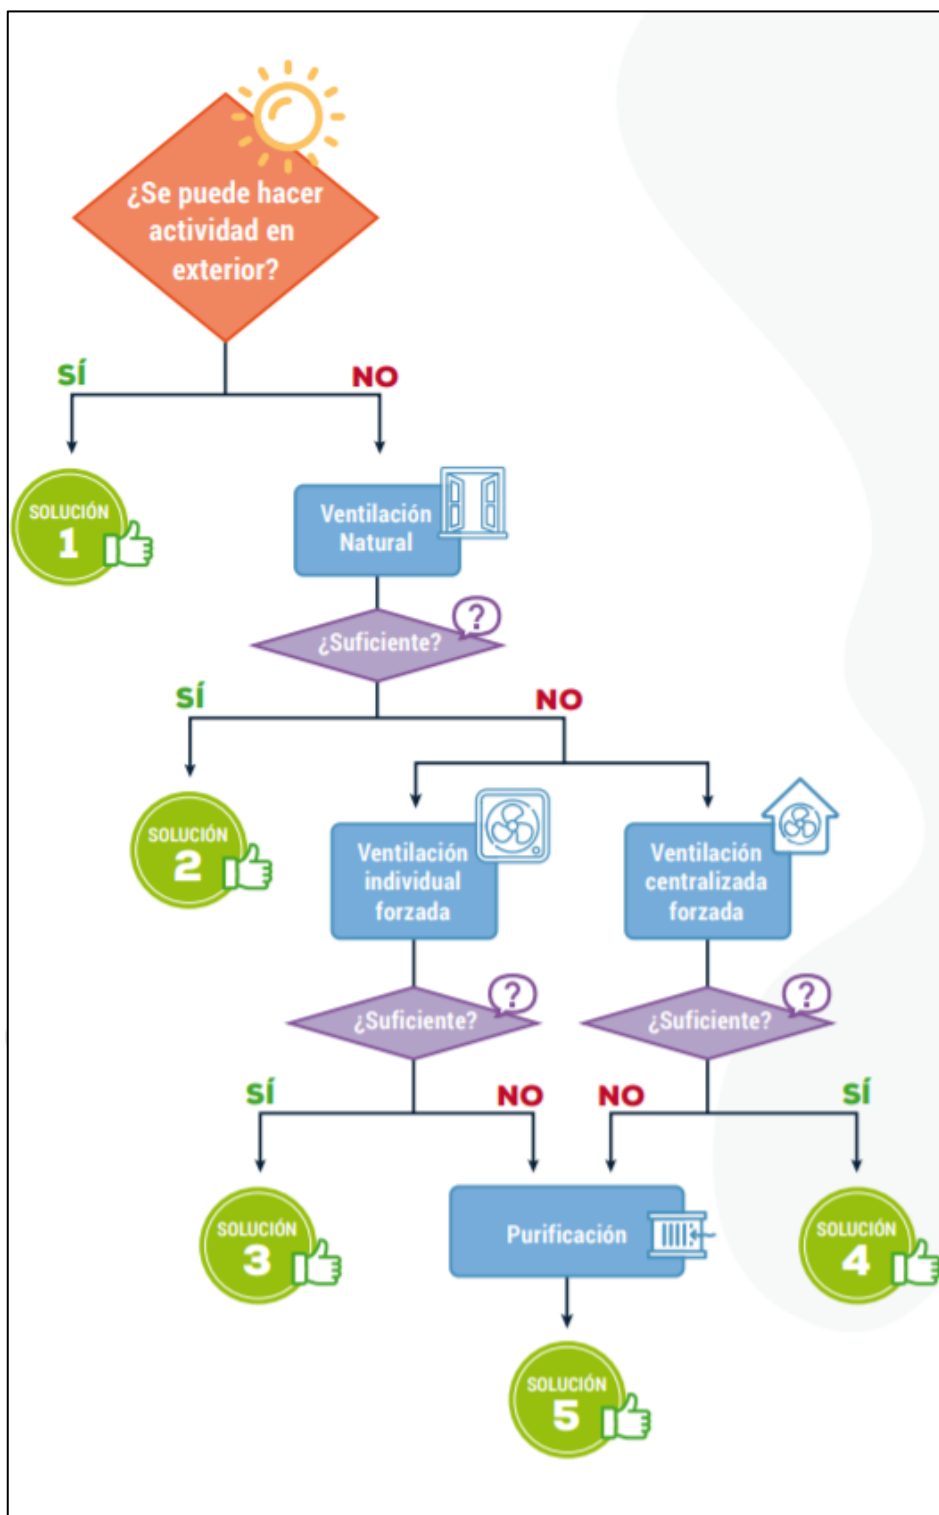 ¿Se puede hacer
actividad en
exterior?
SÍ
NO
SOLUCIÓN
1
Ventilación
Natural
?
¿Suficiente?
SÍ
NO
SOLUCIÓN
2
Ventilación
individual
forzada
Ventilación
centralizada
forzada
?
¿Suficiente?
?
¿Suficiente?
SÍ
NO
NO
SÍ
SOLUCIÓN
3
Purificación
SOLUCIÓN
4
SOLUCIÓN
5